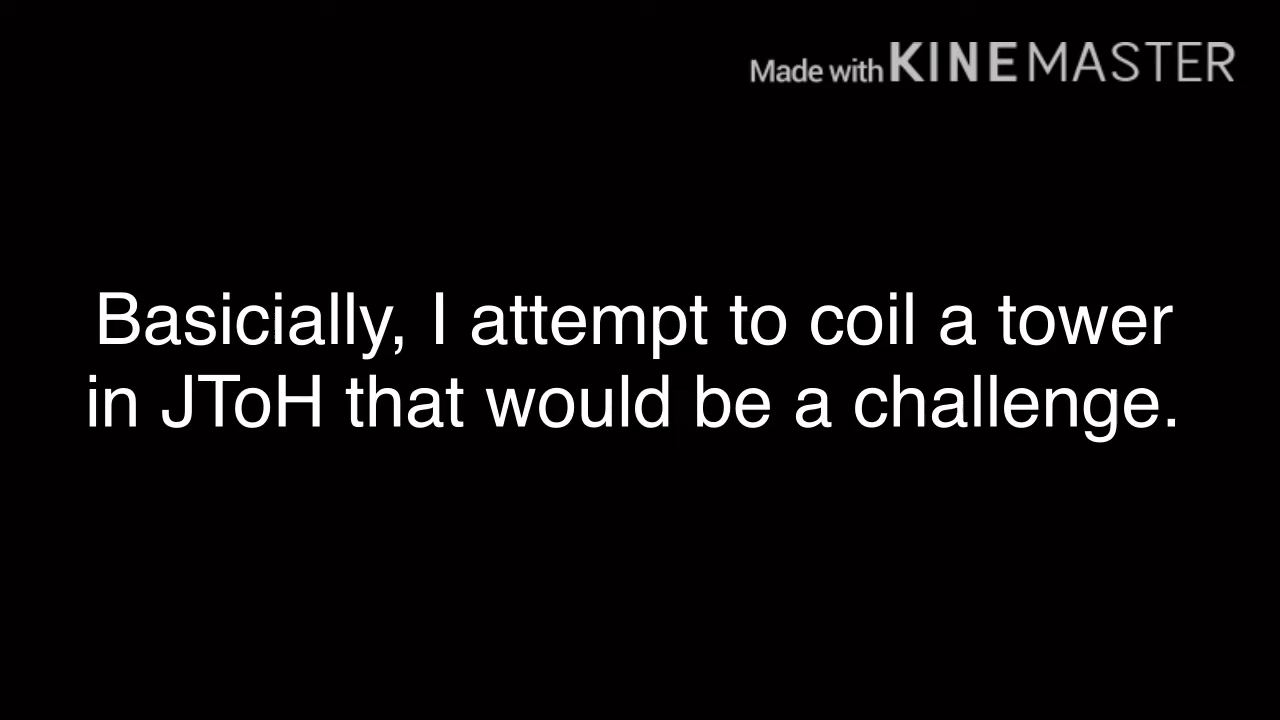 Made with KINEMASTER
Basicially, I attempt to coil a tower
in JToH that would be a challenge.